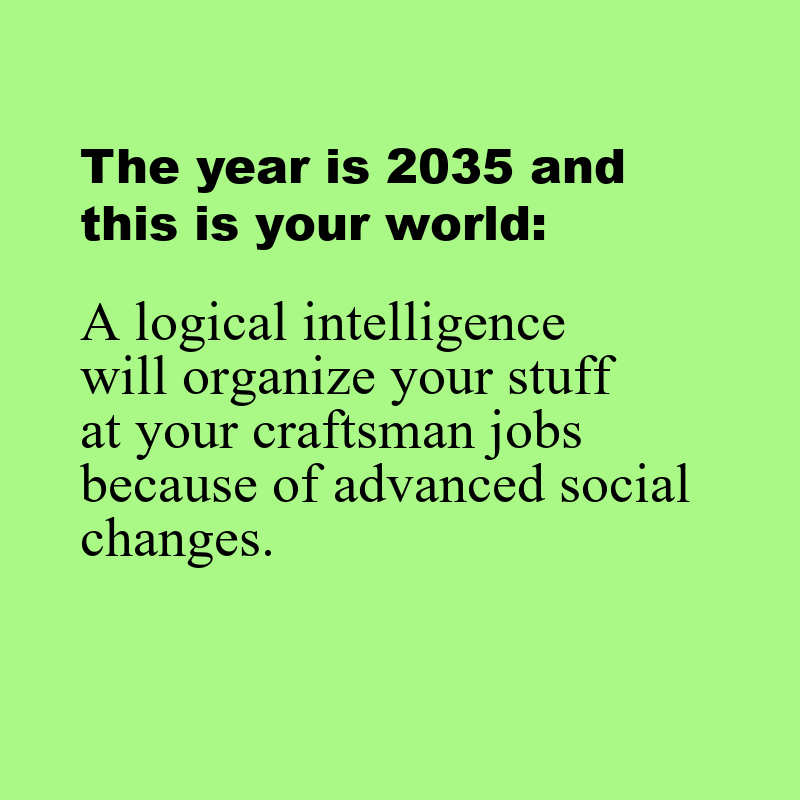 The year is 2035 and
this is your world:
A logical intelligence
will organize your stuff
at your craftsman jobs
because of advanced social
changes.